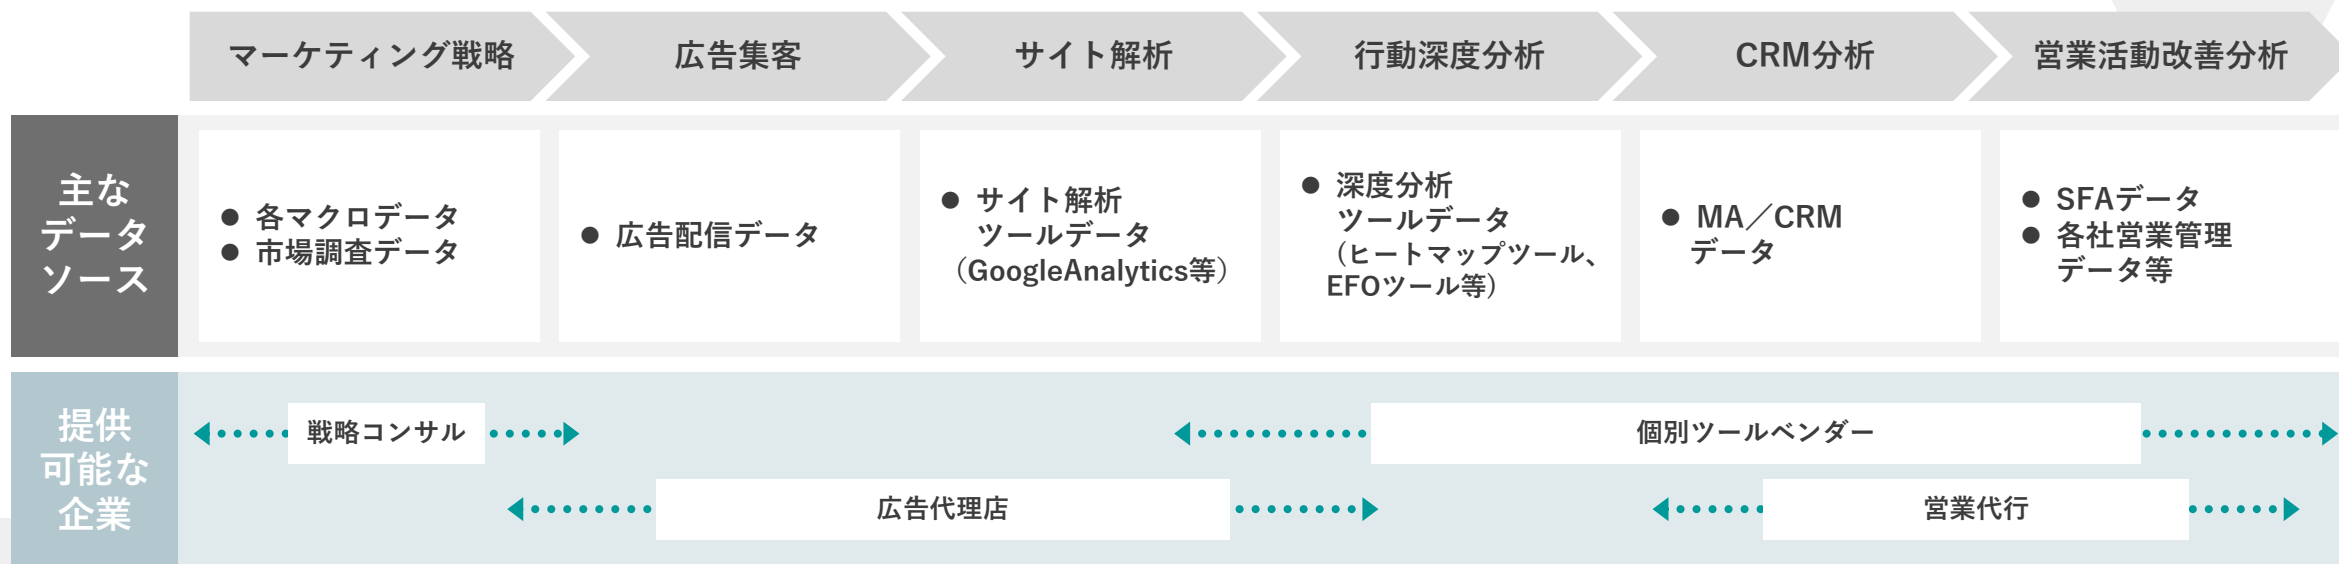 マーケティング戦略
広告集客
サイト解析
行動深度分析
CRM分析
営業活動改善分析
主な
データ
ソース
● 各マクロデータ
● 市場調査データ
● 広告配信データ
● サイト解析
ツールデータ
（GoogleAnalytics等）
● 深度分析
ツールデータ
（ヒートマップツール、
EFOツール等）
● MA／CRM
データ
● SFAデータ
● 各社営業管理
データ等
提供
可能な
企業
戦略コンサル
個別ツールベンダー
広告代理店
営業代行